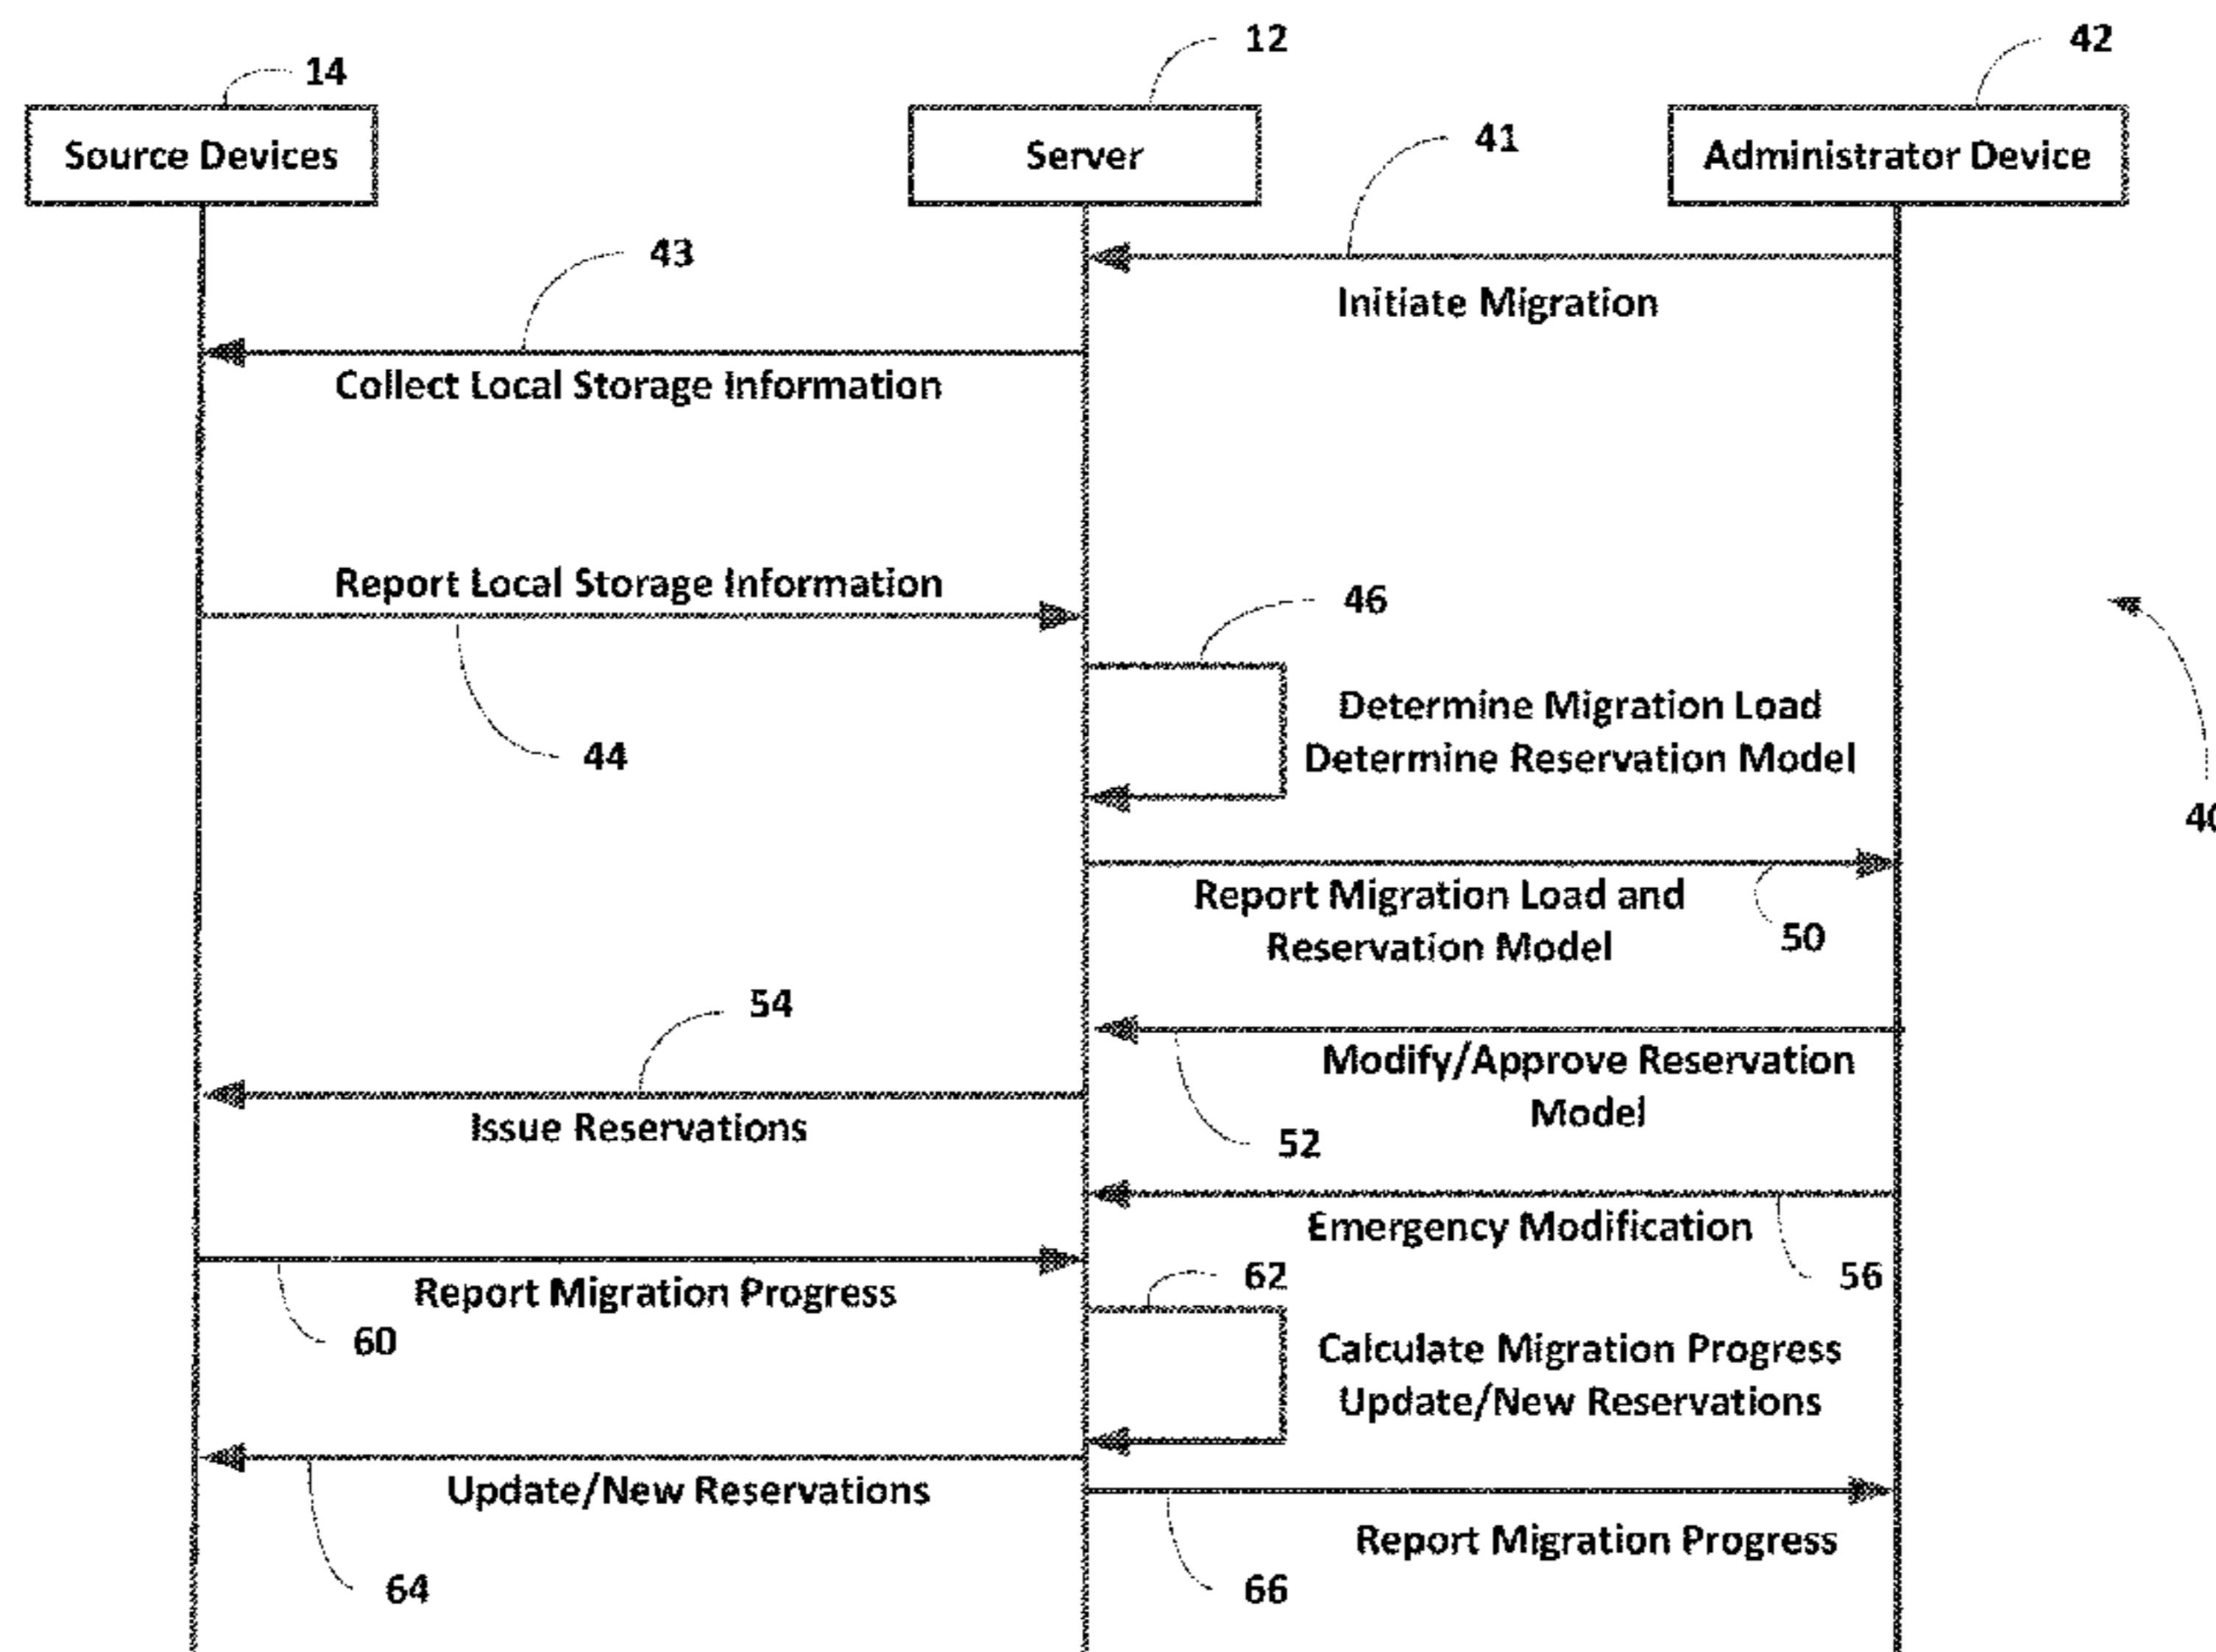 12
42
14
41
Source Devices
Server
Administrator Device
43
Initiate Migration
Collect Local Storage Information
Report Local Storage Information
46
Determine Migration Load
44
Determine Reservation Model
40
Report Migration Load and
50
Reservation Model
54
Modify/Approve Reservation
Model
Issue Reservations
52
Emergency Modification
56
62
Report Migration Progress
60
Calculate Migration Progress
Update/New Reservations
Update/New Reservations
Report Migration Progress
64
66